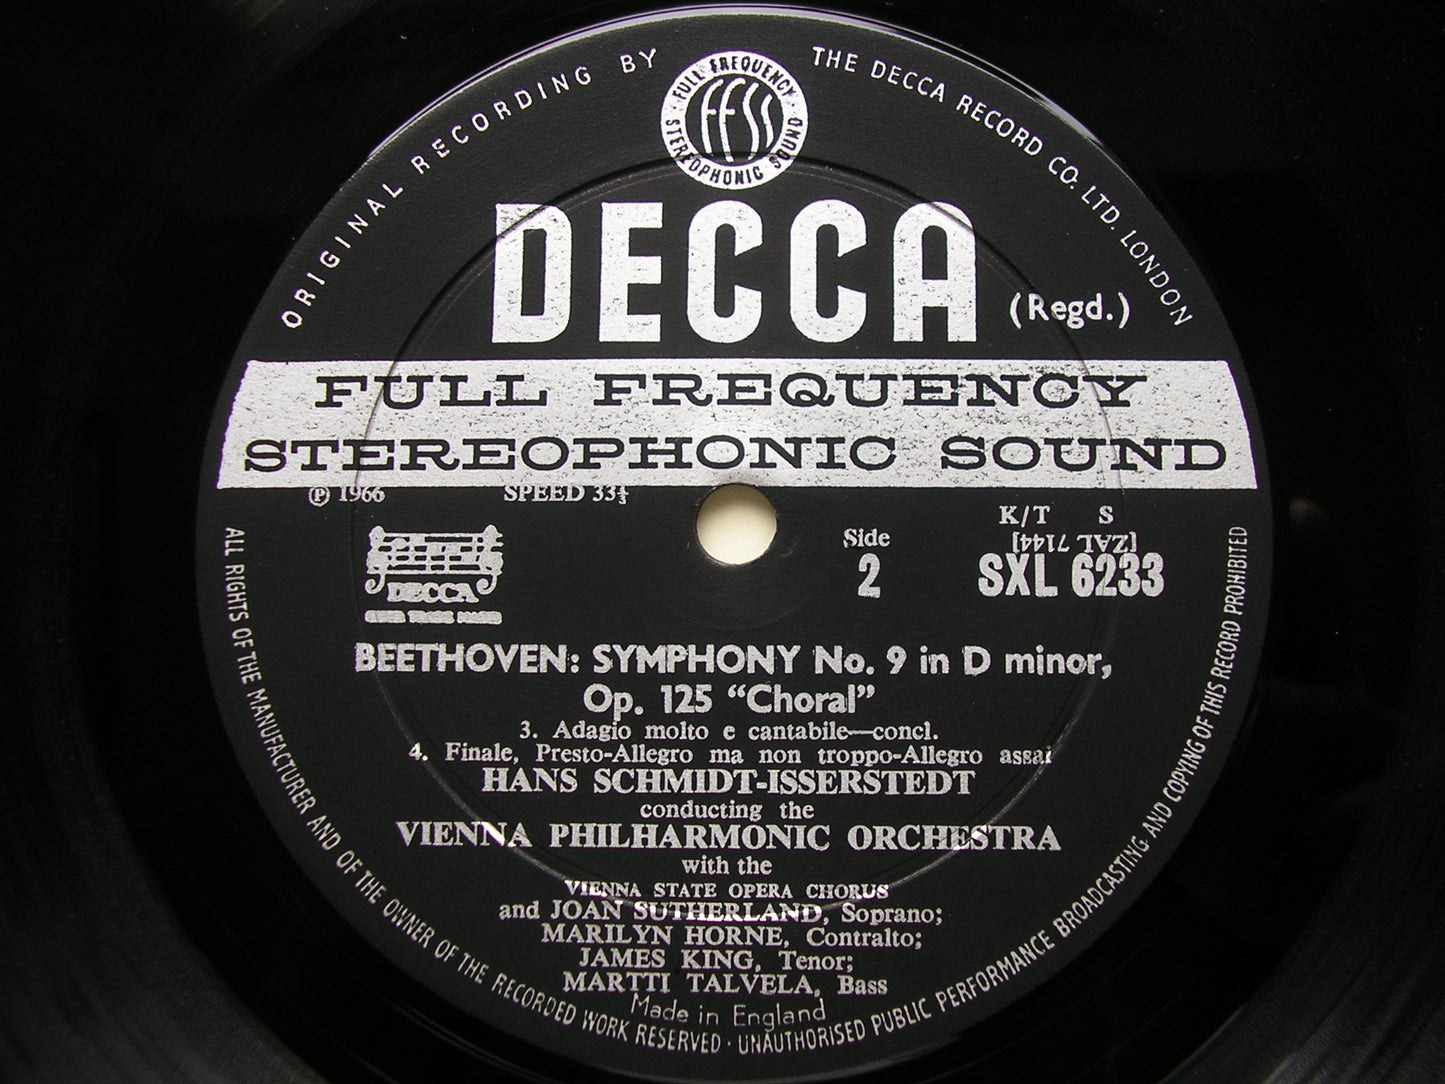 ORIGINAL RECORDING BY THE DECCA RECORD CO. LTD. LONDON
FULL FREQUENCY STEREOPHONIC SOUND
FFSS
DECCA
(Regd.)
FULL FREQUENCY
STEREOPHONIC SOUND
℗ 1966 SPEED 33⅓
K/T S
[ZAL 7144]
Side
2
SXL 6233
DECCA
BEETHOVEN: SYMPHONY No. 9 in D minor,
Op. 125 “Choral”
3. Adagio molto e cantabile—concl.
4. Finale, Presto-Allegro ma non troppo-Allegro assai
HANS SCHMIDT-ISSERSTEDT
conducting the
VIENNA PHILHARMONIC ORCHESTRA
with the
VIENNA STATE OPERA CHORUS
and JOAN SUTHERLAND, Soprano;
MARILYN HORNE, Contralto;
JAMES KING, Tenor;
MARTTI TALVELA, Bass
Made in England
ALL RIGHTS OF THE MANUFACTURER AND OF THE OWNER OF THE RECORDED WORK RESERVED · UNAUTHORISED PUBLIC PERFORMANCE BROADCASTING AND COPYING OF THIS RECORD PROHIBITED